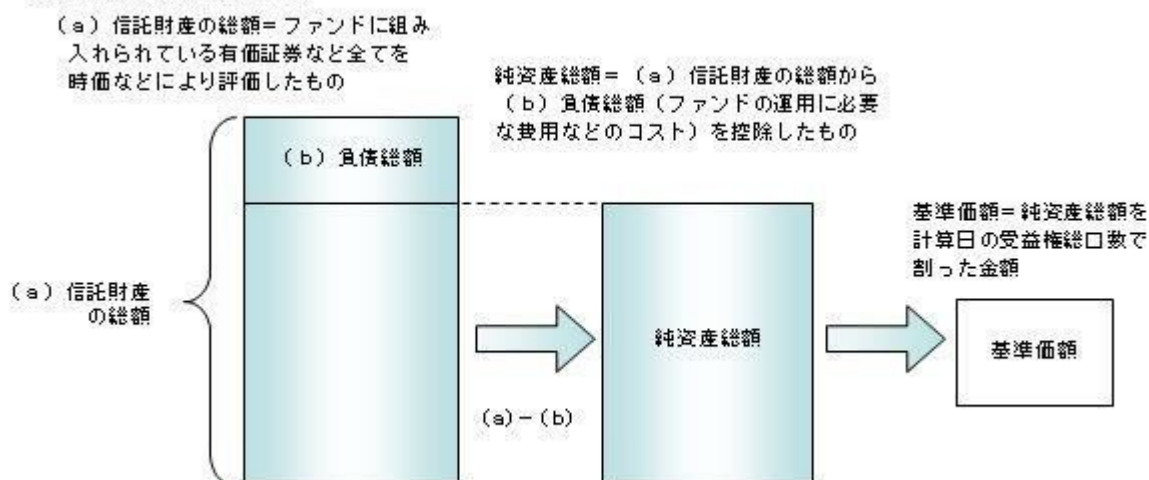 (a)信託財産の総額=ファンドに組み
入れられている有価証券など全てを
時価などにより評価したもの
純資産総額=(a)信託財産の総額から
(b)負債総額(ファンドの運用に必要
な費用などのコスト)を控除したもの
(b)負債総額
基準価額=純資産総額を
計算日の受益権総口数で
割った金額
(a)信託財産
の総額
純資産総額
基準価額
(a)-(b)